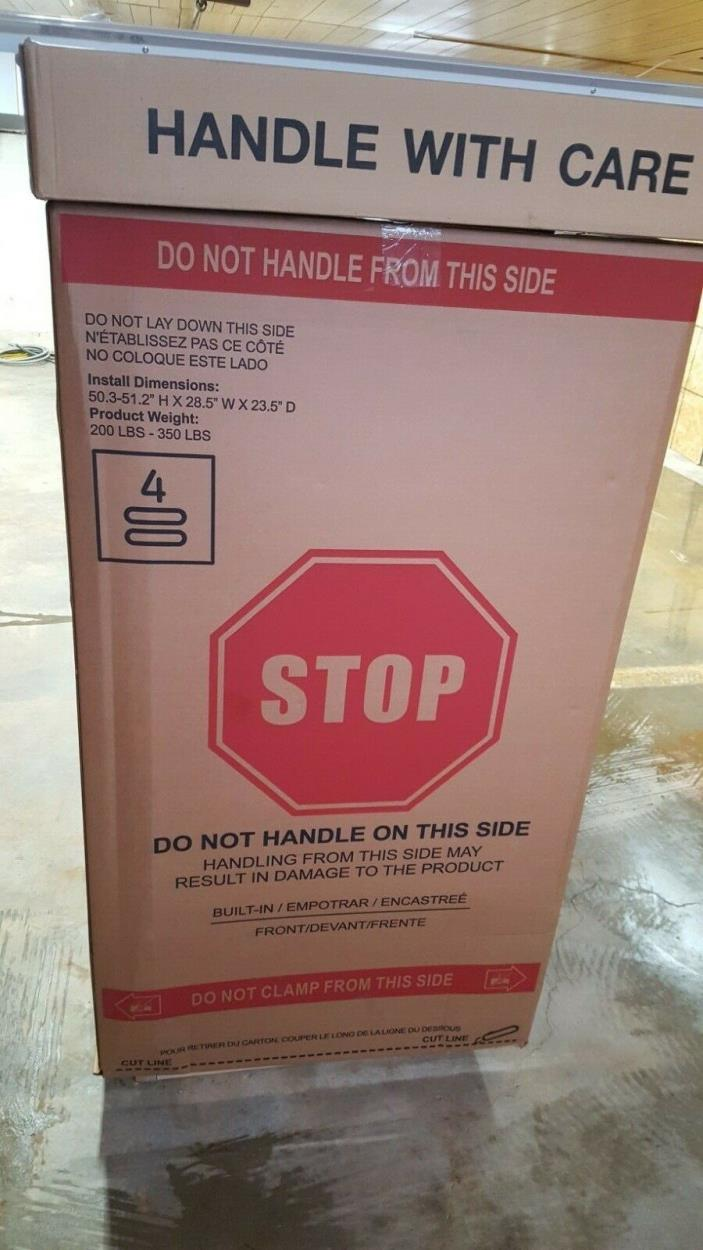 HANDLE WITH CARE
DO NOT HANDLE FROM THIS SIDE
DO NOT LAY DOWN THIS SIDE
N'ÉTABLISSEZ PAS CE CÔTÉ
NO COLOQUE ESTE LADO
Install Dimensions:
50.3-51.2" H X 28.5" W X 23.5" D
Product Weight:
200 LBS - 350 LBS
4
STOP
DO NOT HANDLE ON THIS SIDE
HANDLING FROM THIS SIDE MAY
RESULT IN DAMAGE TO THE PRODUCT
BUILT-IN / EMPOTRAR / ENCASTREÉ
FRONT/DEVANT/FRENTE
DO NOT CLAMP FROM THIS SIDE
POUR RETIRER DU CARTON, COUPER LE LONG DE LA LIGNE DU DESSOUS
CUT LINE CUT LINE